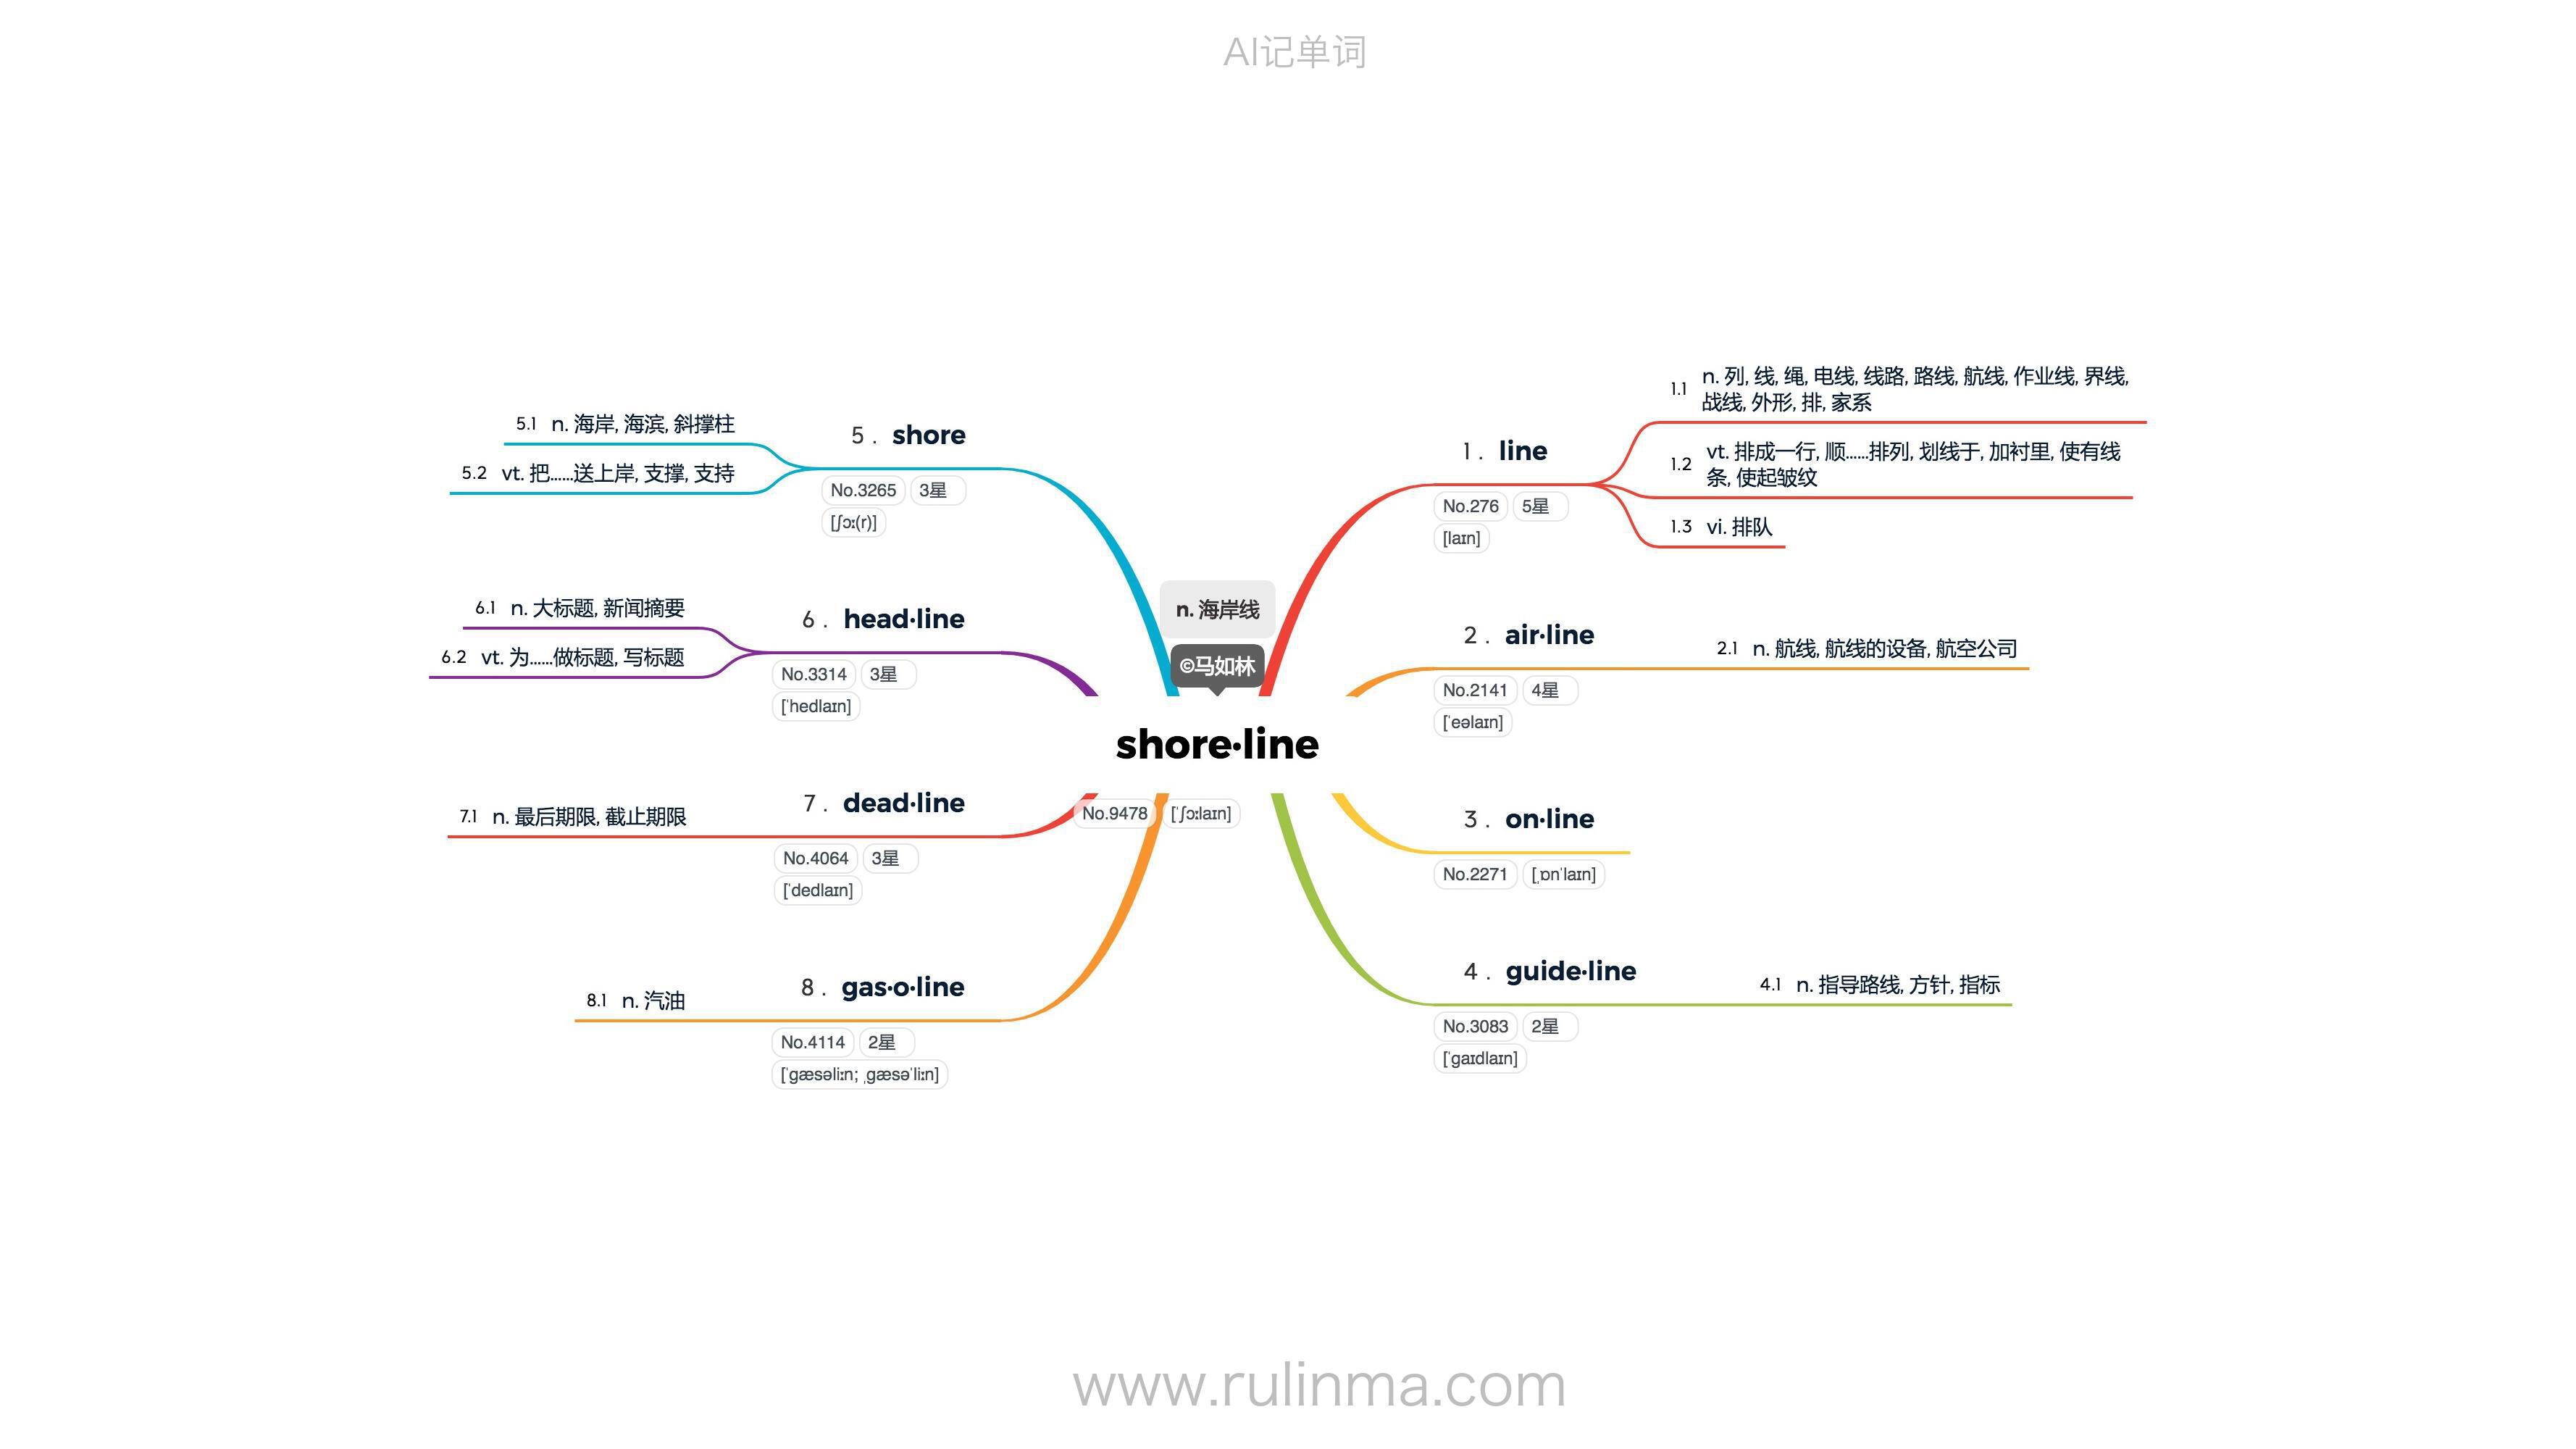 AI记单词
n. 海岸线
©马如林
shore·line
No.9478 [ˈʃɔːlaɪn]
1. line
No.276 5星
[laɪn]
1.1 n. 列, 线, 绳, 电线, 线路, 路线, 航线, 作业线, 界线,
战线, 外形, 排, 家系
1.2 vt. 排成一行, 顺……排列, 划线于, 加衬里, 使有线
条, 使起皱纹
1.3 vi. 排队
2. air·line
No.2141 4星
[ˈeəlaɪn]
2.1 n. 航线, 航线的设备, 航空公司
3. on·line
No.2271 [ˌɒnˈlaɪn]
4. guide·line
No.3083 2星
[ˈgaɪdlaɪn]
4.1 n. 指导路线, 方针, 指标
5. shore
No.3265 3星
[ʃɔː(r)]
5.1 n. 海岸, 海滨, 斜撑柱
5.2 vt. 把……送上岸, 支撑, 支持
6. head·line
No.3314 3星
[ˈhedlaɪn]
6.1 n. 大标题, 新闻摘要
6.2 vt. 为……做标题, 写标题
7. dead·line
No.4064 3星
[ˈdedlaɪn]
7.1 n. 最后期限, 截止期限
8. gas·o·line
No.4114 2星
[ˈgæsəliːn; ˌgæsəˈliːn]
8.1 n. 汽油
www.rulinma.com